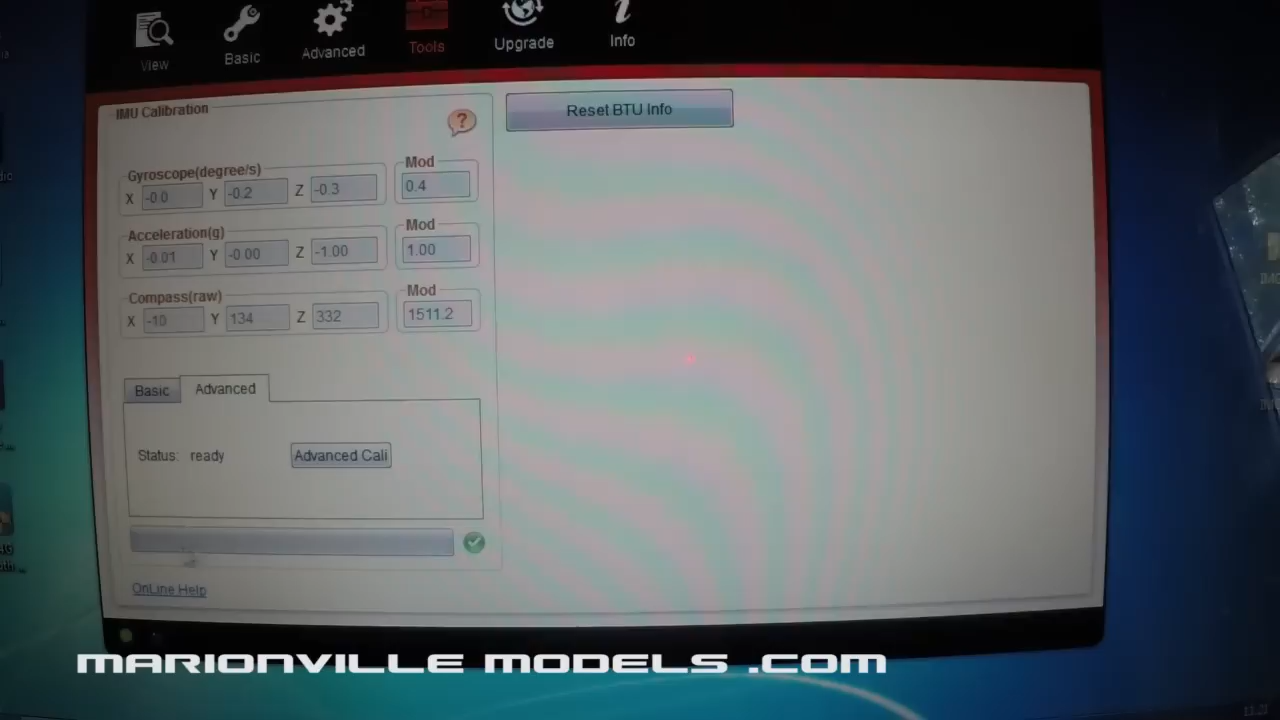 View Basic Advanced Tools Upgrade Info
IMU Calibration
?
Reset BTU Info
Gyroscope(degree/s) Mod
X -0.0 Y -0.2 Z -0.3 0.4
Acceleration(g) Mod
X -0.01 Y -0.00 Z -1.00 1.00
Compass(raw) Mod
X -10 Y 134 Z 332 1511.2
Basic Advanced
Status: ready Advanced Cali
OnLine Help
MARIONVILLE MODELS .COM